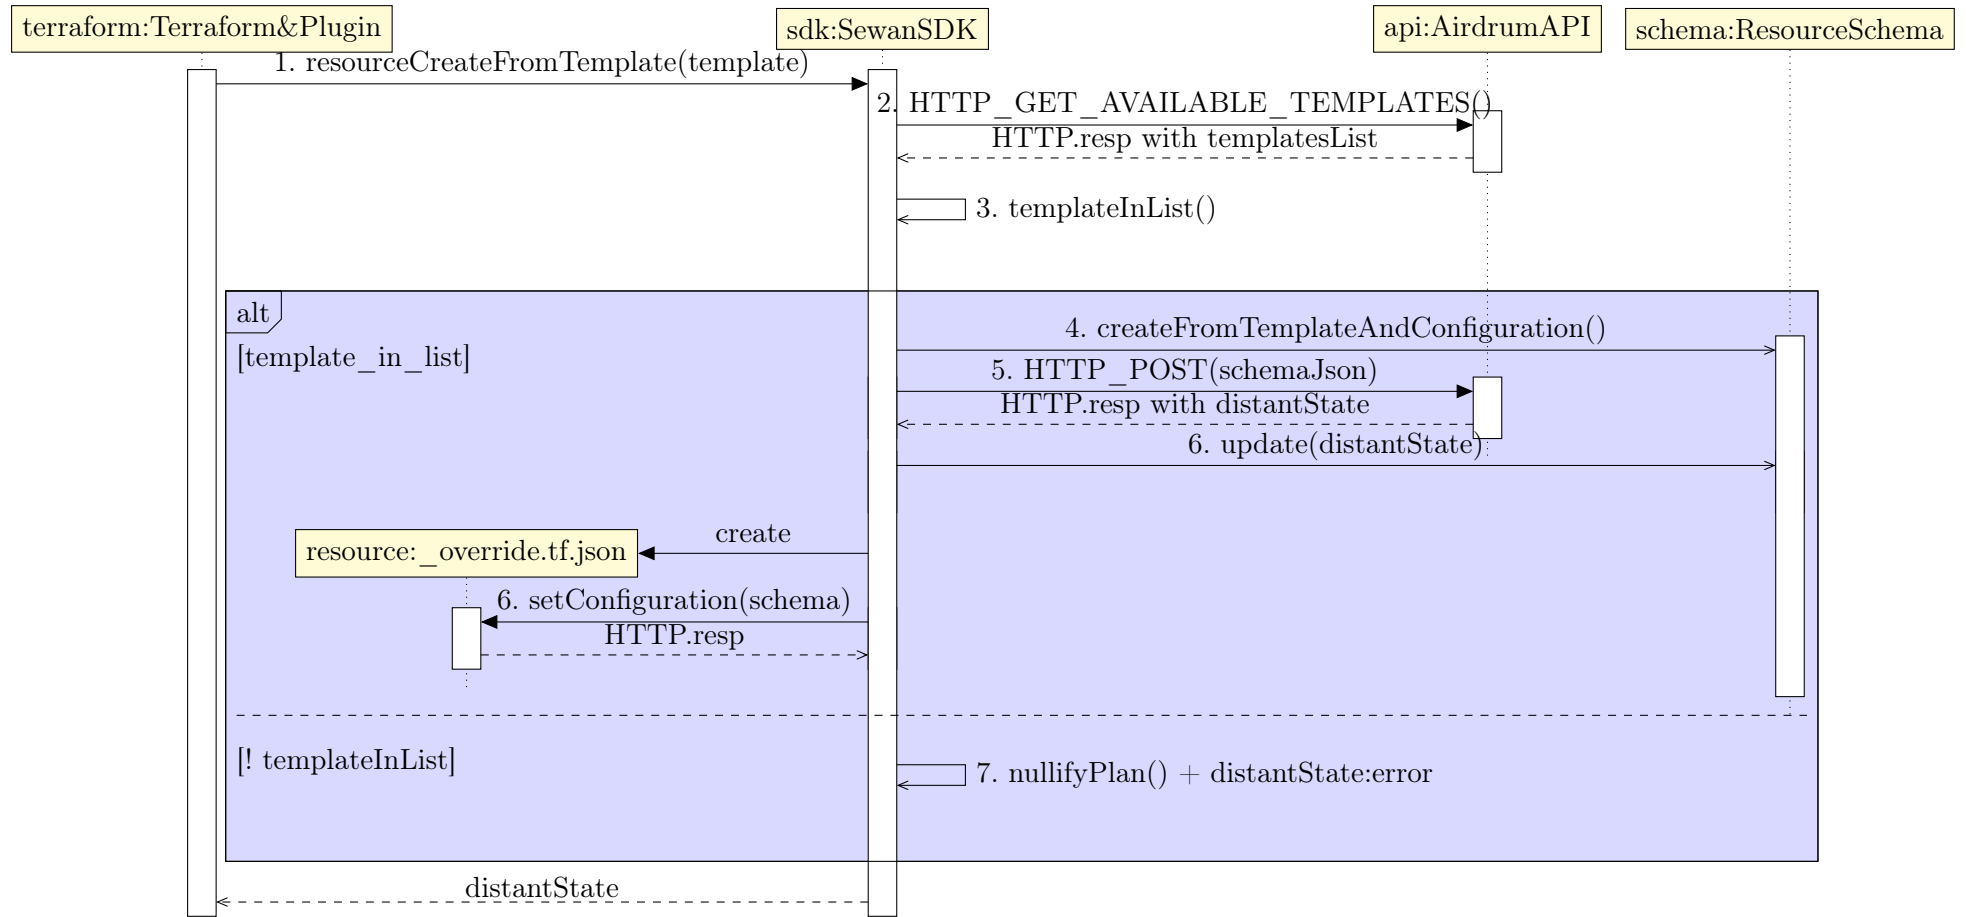 terraform:Terraform&Plugin
sdk:SewanSDK
api:AirdrumAPI
schema:ResourceSchema
1. resourceCreateFromTemplate(template)
2. HTTP_GET_AVAILABLE_TEMPLATES()
HTTP.resp with templatesList
3. templateInList()
alt
[template_in_list]
4. createFromTemplateAndConfiguration()
5. HTTP_POST(schemaJson)
HTTP.resp with distantState
6. update(distantState)
create
resource:_override.tf.json
6. setConfiguration(schema)
HTTP.resp
[! templateInList]
7. nullifyPlan() + distantState:error
distantState